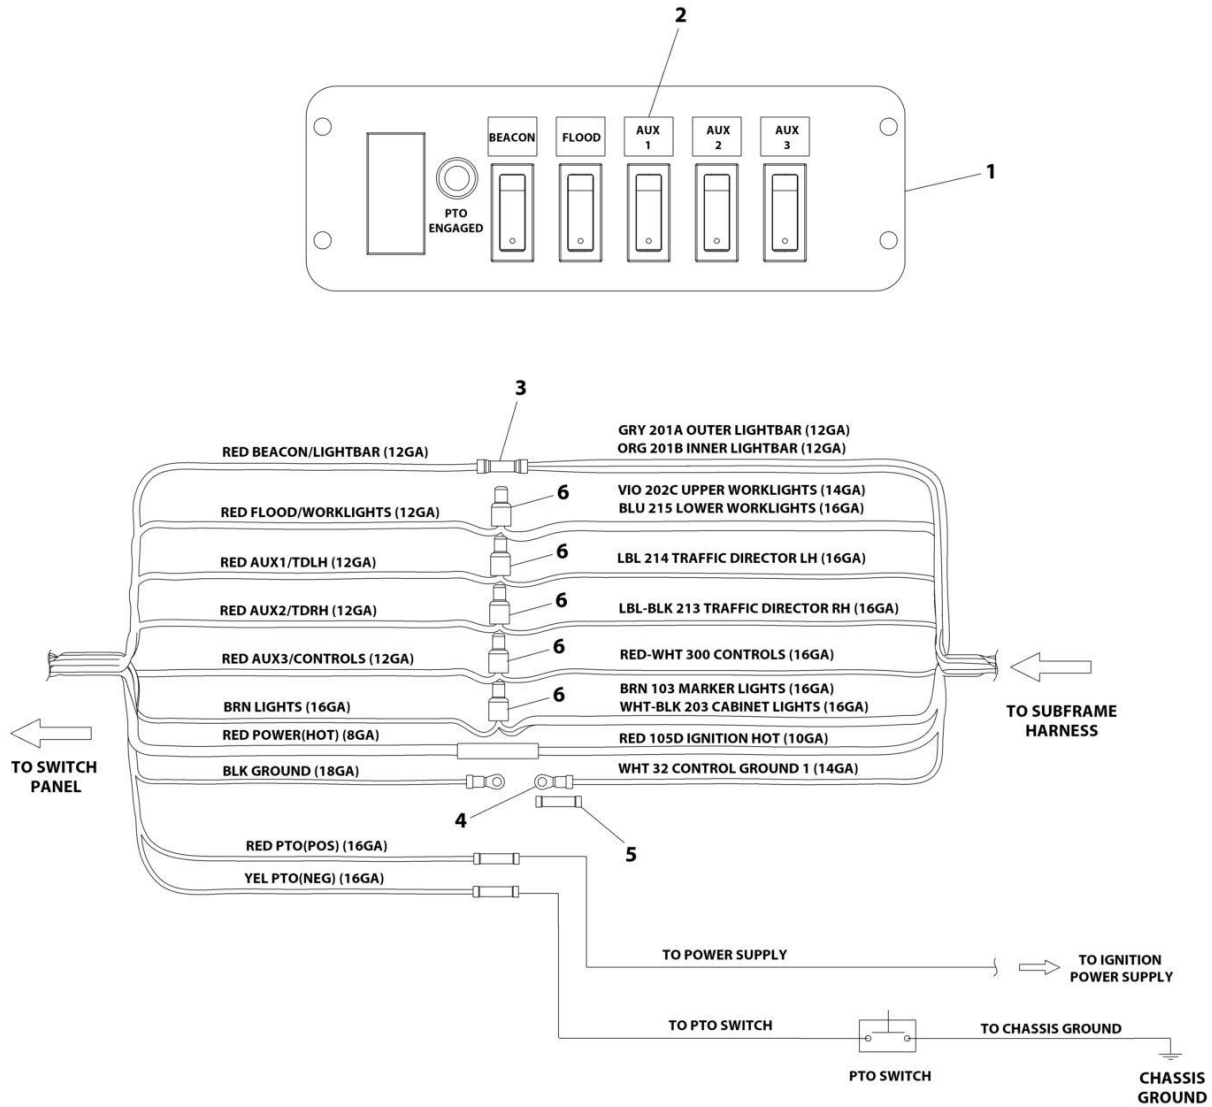 2
BEACON
FLOOD
AUX
1
AUX
2
AUX
3
1
PTO
ENGAGED
3
RED BEACON/LIGHTBAR (12GA)
GRY 201A OUTER LIGHTBAR (12GA)
ORG 201B INNER LIGHTBAR (12GA)
6
VIO 202C UPPER WORKLIGHTS (14GA)
BLU 215 LOWER WORKLIGHTS (16GA)
RED FLOOD/WORKLIGHTS (12GA)
6
LBL 214 TRAFFIC DIRECTOR LH (16GA)
RED AUX1/TDLH (12GA)
6
LBL-BLK 213 TRAFFIC DIRECTOR RH (16GA)
RED AUX2/TDRH (12GA)
6
RED-WHT 300 CONTROLS (16GA)
RED AUX3/CONTROLS (12GA)
6
BRN 103 MARKER LIGHTS (16GA)
WHT-BLK 203 CABINET LIGHTS (16GA)
BRN LIGHTS (16GA)
RED POWER(HOT) (8GA)
RED 105D IGNITION HOT (10GA)
TO SUBFRAME
HARNESS
TO SWITCH
PANEL
BLK GROUND (18GA)
WHT 32 CONTROL GROUND 1 (14GA)
4
5
RED PTO(POS) (16GA)
YEL PTO(NEG) (16GA)
TO POWER SUPPLY
TO IGNITION
POWER SUPPLY
TO PTO SWITCH
TO CHASSIS GROUND
PTO SWITCH
CHASSIS
GROUND